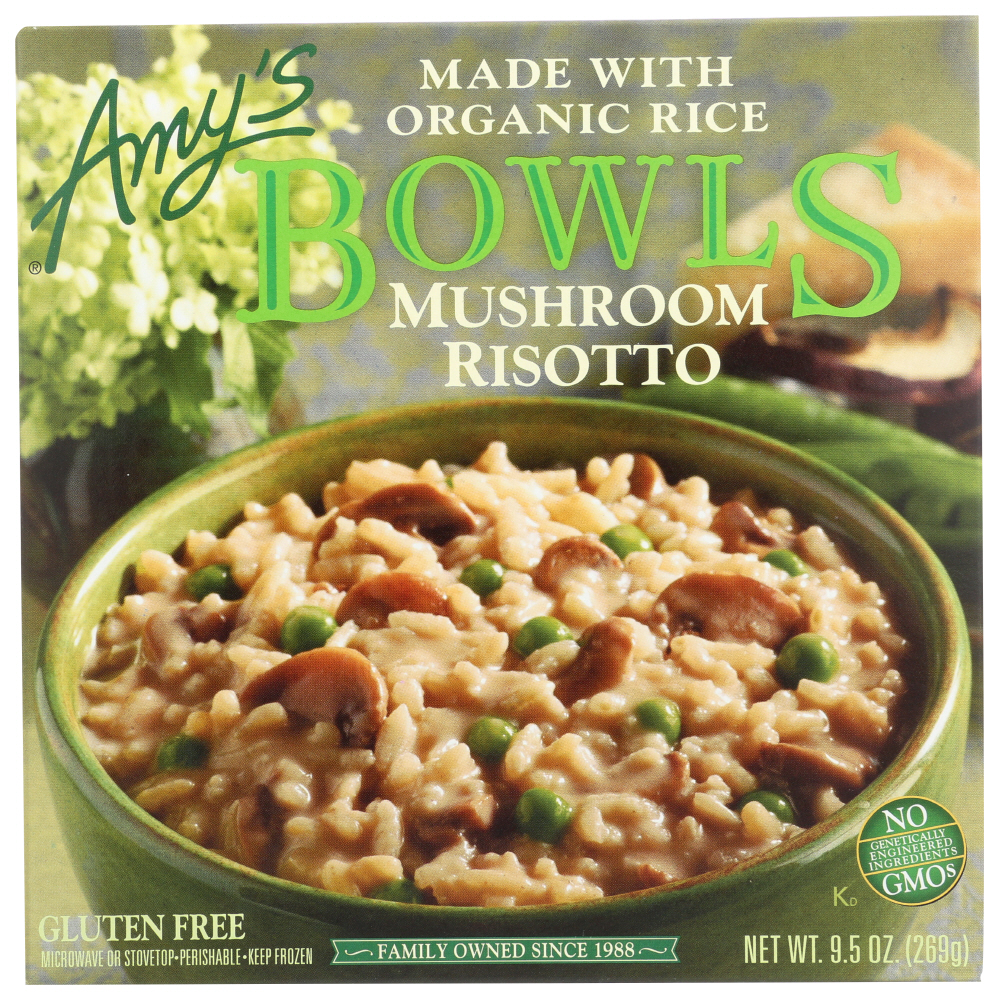 Amy's
®
MADE WITH
ORGANIC RICE
BOWLS
MUSHROOM
RISOTTO
NO
GENETICALLY
ENGINEERED
INGREDIENTS
GMOs
KD
GLUTEN FREE
MICROWAVE OR STOVETOP•PERISHABLE•KEEP FROZEN
FAMILY OWNED SINCE 1988
NET WT. 9.5 OZ. (269g)